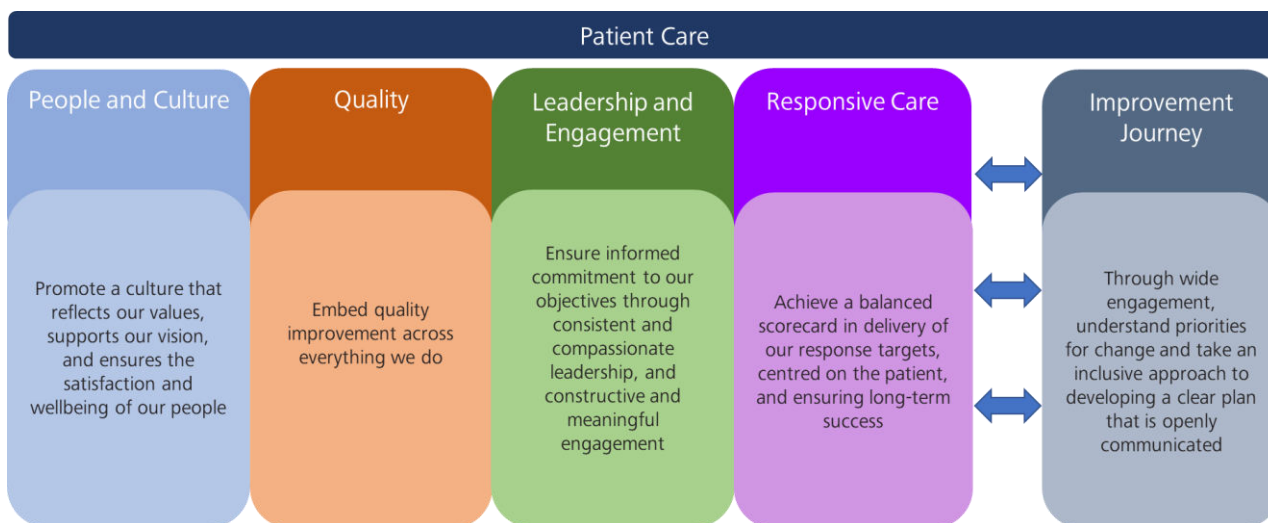 Patient Care
People and Culture
Promote a culture that
reflects our values,
supports our vision,
and ensures the
satisfaction and
wellbeing of our people
Quality
Embed quality
improvement across
everything we do
Leadership and
Engagement
Ensure informed
commitment to our
objectives through
consistent and
compassionate
leadership, and
constructive and
meaningful
engagement
Responsive Care
Achieve a balanced
scorecard in delivery of
our response targets,
centred on the patient,
and ensuring long-term
success
Improvement
Journey
Through wide
engagement,
understand priorities
for change and take an
inclusive approach to
developing a clear plan
that is openly
communicated